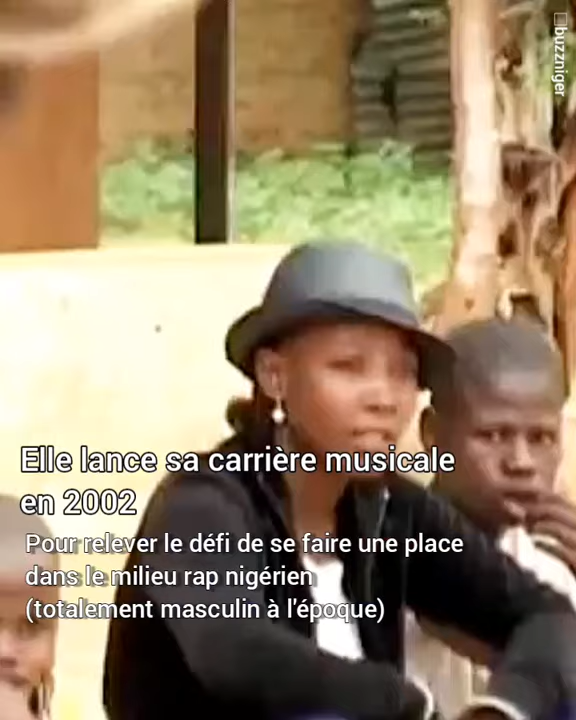 buzzniger
Elle lance sa carrière musicale
en 2002
Pour relever le défi de se faire une place
dans le milieu rap nigérien
(totalement masculin à l'époque)